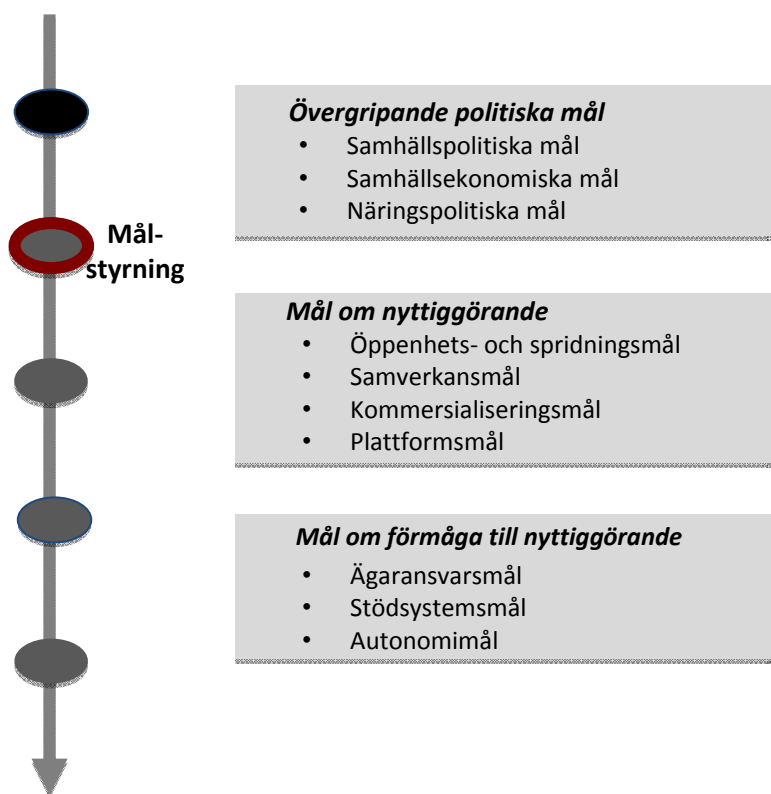 Övergripande politiska mål
• Samhällspolitiska mål
• Samhällsekonomiska mål
• Näringspolitiska mål
Mål-
styrning
Mål om nyttiggörande
• Öppenhets- och spridningsmål
• Samverkansmål
• Kommersialiseringsmål
• Plattformsmål
Mål om förmåga till nyttiggörande
• Ägaransvarsmål
• Stödsystemsmål
• Autonomimål